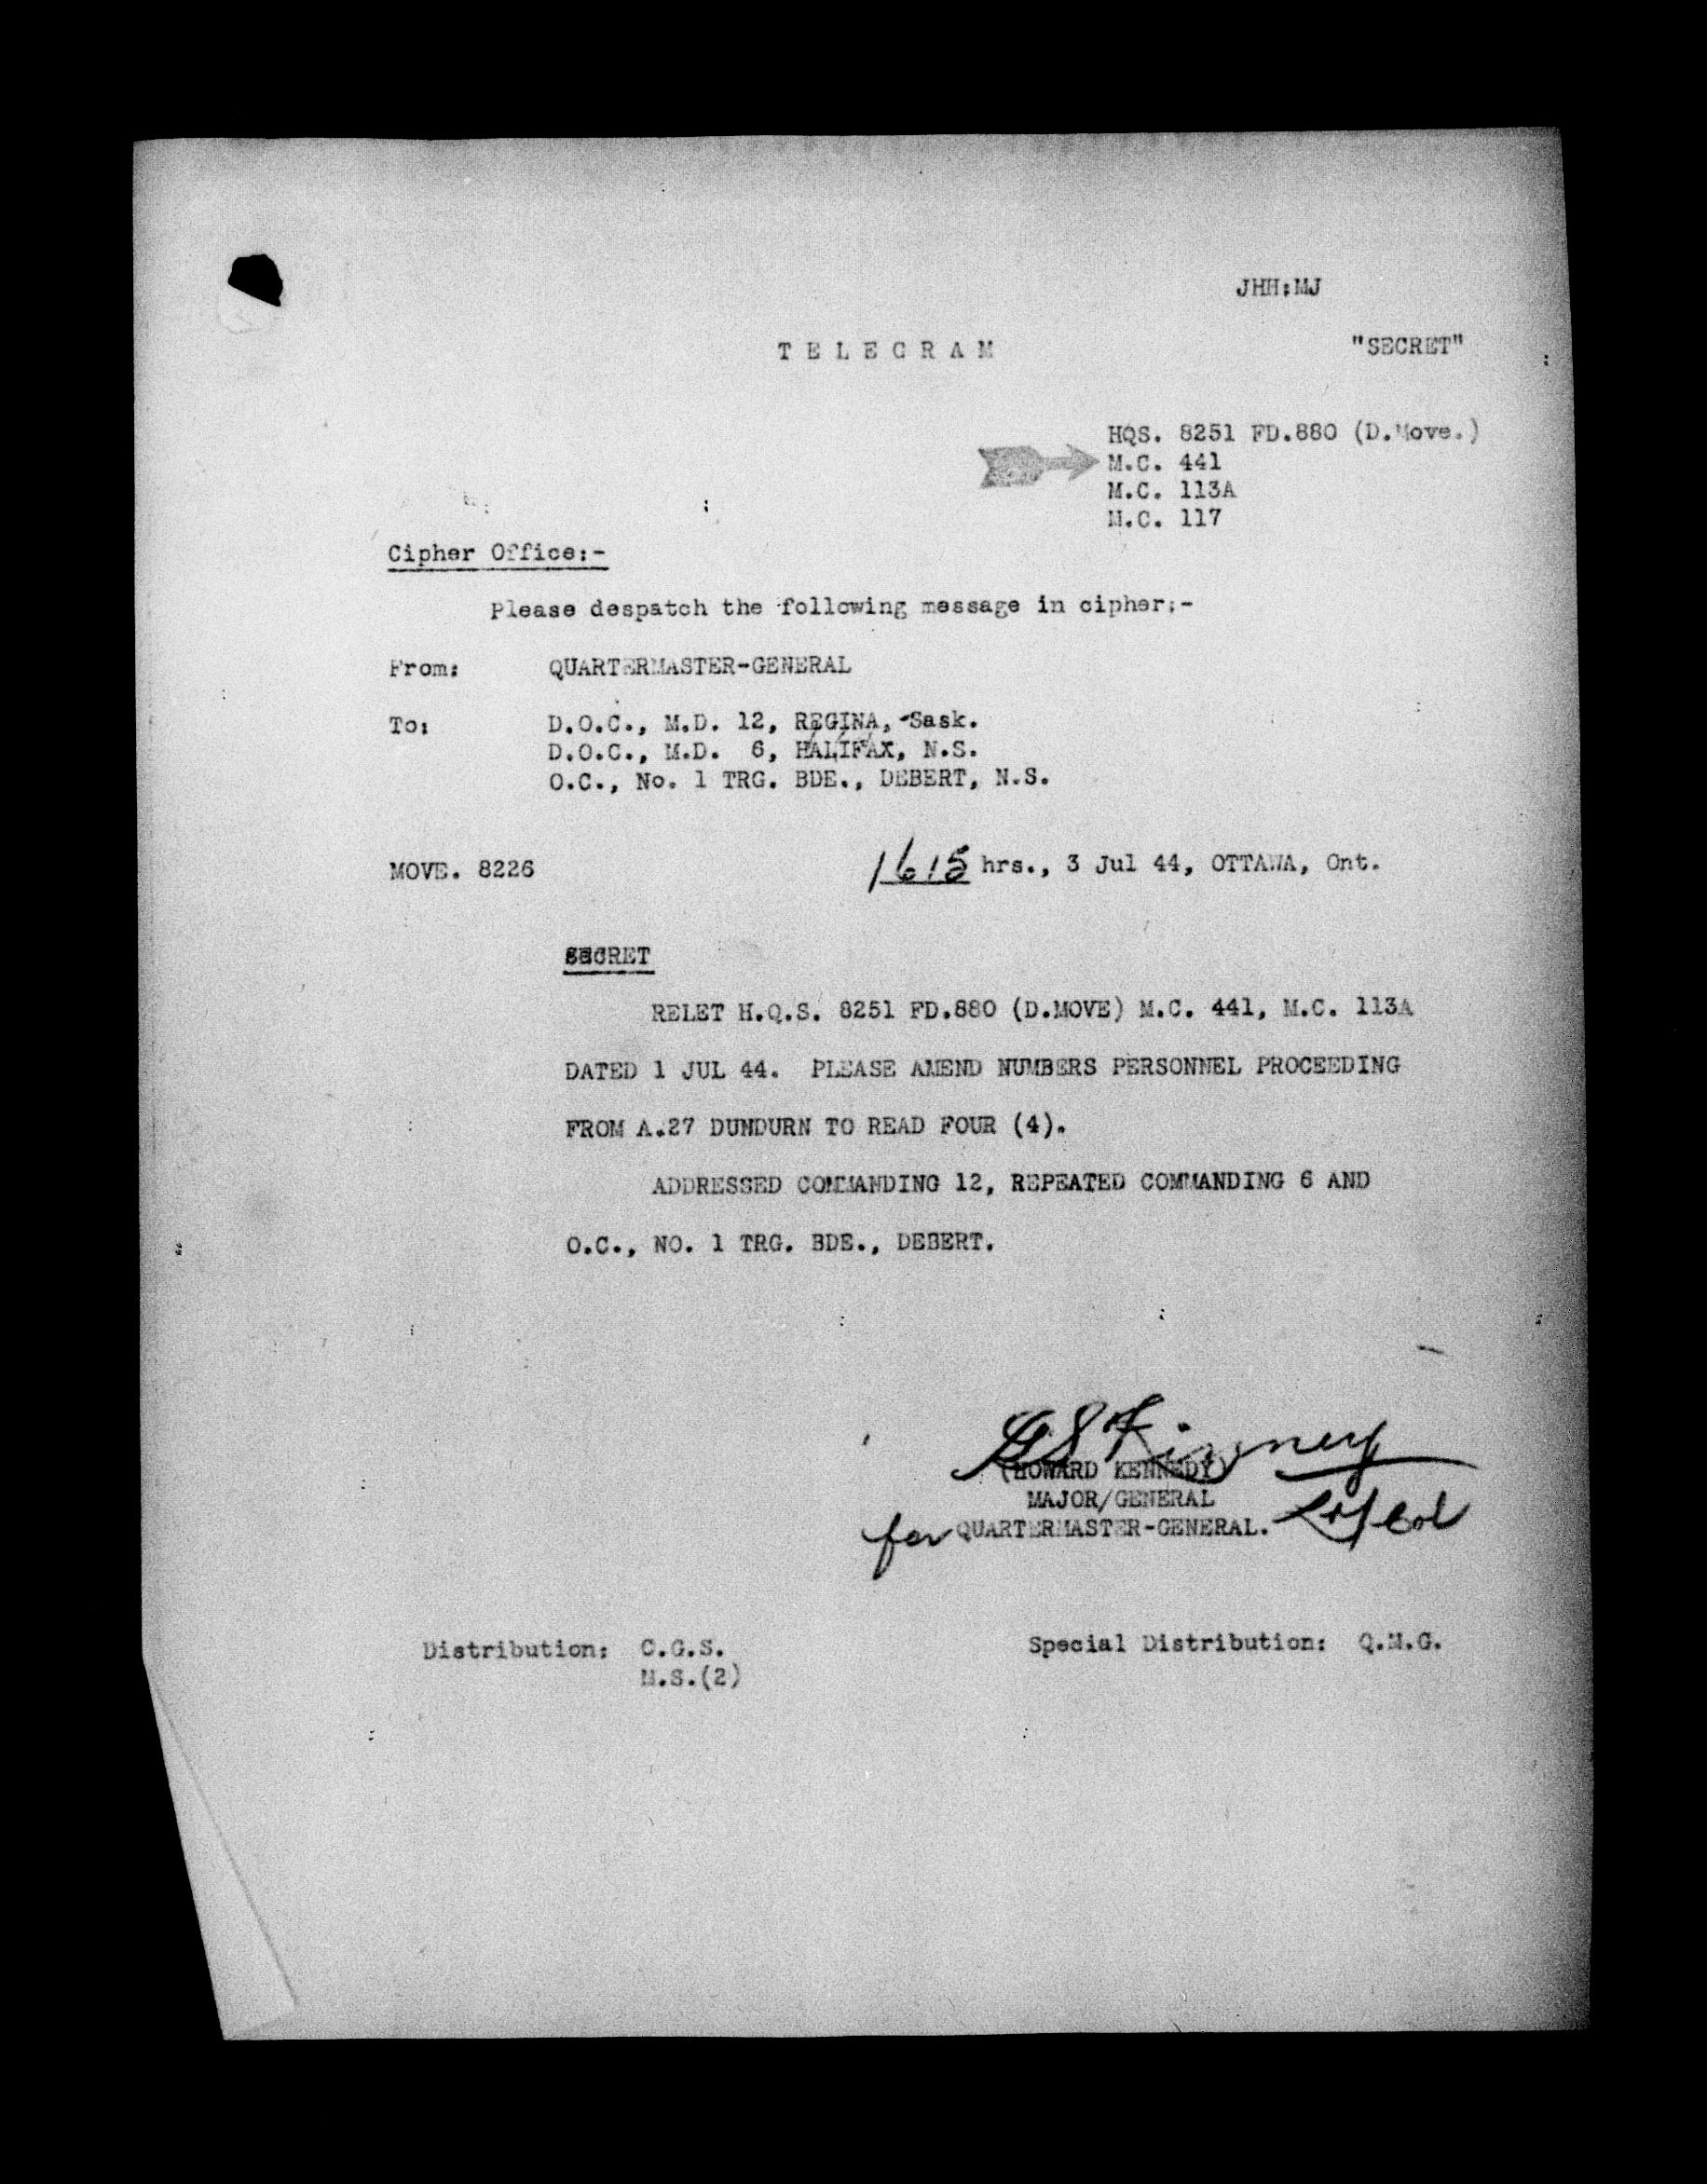 JHH:MJ
TELEGRAM
"SECRET"
HQS. 8251 FD.880 (D.Move.)
M.C. 441
M.C. 113A
M.C. 117
Cipher Office:-
Please despatch the following message in cipher:-
From: QUARTERMASTER-GENERAL
To: D.O.C., M.D. 12, REGINA, Sask.
D.O.C., M.D. 6, HALIFAX, N.S.
O.C., No. 1 TRG. BDE., DEBERT, N.S.
MOVE. 8226 1615 hrs., 3 Jul 44, OTTAWA, Ont.
SECRET
RELET H.Q.S. 8251 FD.880 (D.MOVE) M.C. 441, M.C. 113A
DATED 1 JUL 44. PLEASE AMEND NUMBERS PERSONNEL PROCEEDING
FROM A.27 DUNDURN TO READ FOUR (4).
ADDRESSED COMMANDING 12, REPEATED COMMANDING 6 AND
O.C., NO. 1 TRG. BDE., DEBERT.
(HOWARD KENNEDY)
MAJOR/GENERAL
for QUARTERMASTER-GENERAL. Lt/Col
Distribution: C.G.S.
M.S.(2)
Special Distribution: Q.M.G.